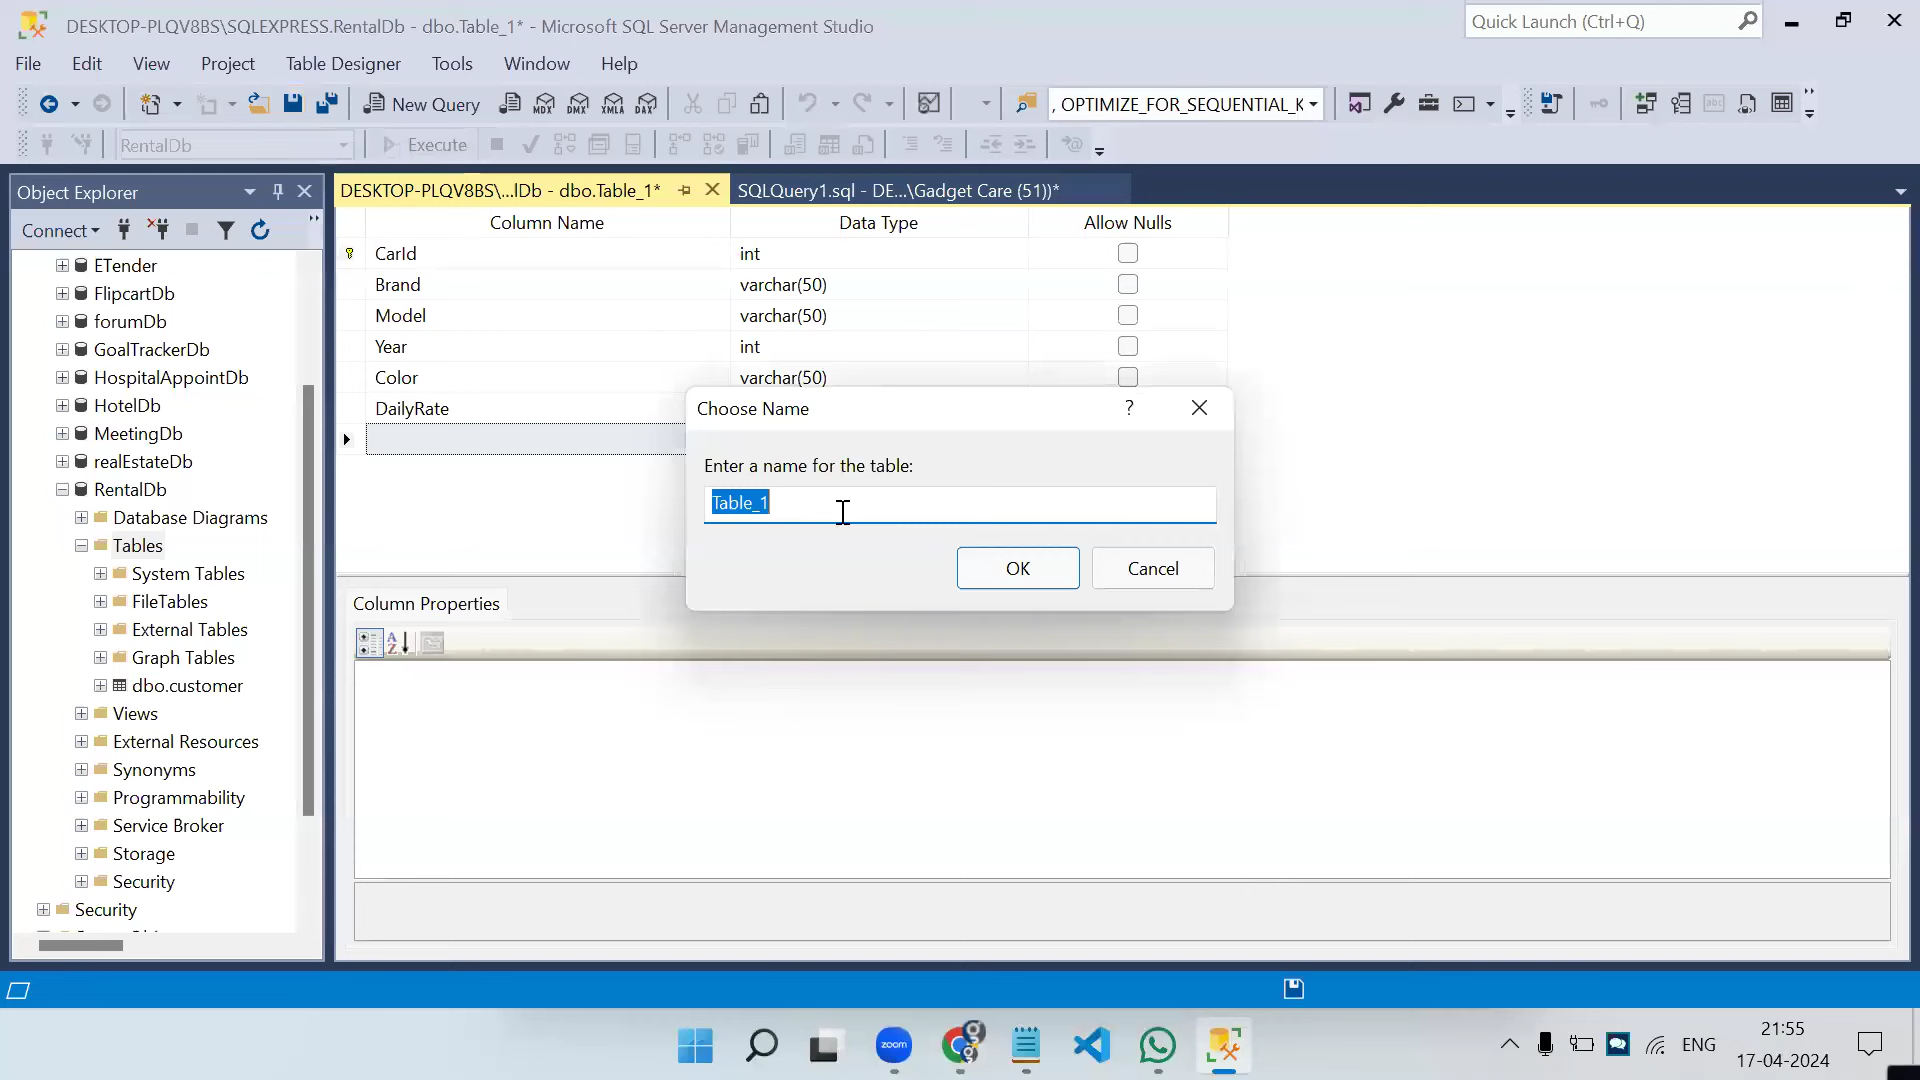 DESKTOP-PLQV8BS\SQLEXPRESS.RentalDb - dbo.Table_1* - Microsoft SQL Server Management Studio
Quick Launch (Ctrl+Q)
File Edit View Project Table Designer Tools Window Help
New Query MDX DMX XMLA DAX , OPTIMIZE_FOR_SEQUENTIAL_K
RentalDb Execute
Object Explorer
DESKTOP-PLQV8BS\...lDb - dbo.Table_1* SQLQuery1.sql - DE...\Gadget Care (51))*
Connect
Column Name Data Type Allow Nulls
CarId int
Brand varchar(50)
Model varchar(50)
Year int
Color varchar(50)
DailyRate
ETender
FlipcartDb
forumDb
GoalTrackerDb
HospitalAppointDb
HotelDb
MeetingDb
realEstateDb
RentalDb
Database Diagrams
Tables
System Tables
FileTables
External Tables
Graph Tables
dbo.customer
Views
External Resources
Synonyms
Programmability
Service Broker
Storage
Security
Security
Choose Name
?
Enter a name for the table:
Table_1
OK Cancel
Column Properties
zoom
ENG
21:55
17-04-2024